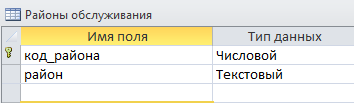 Районы обслуживания
Имя поля Тип данных
код_района Числовой
район Текстовый